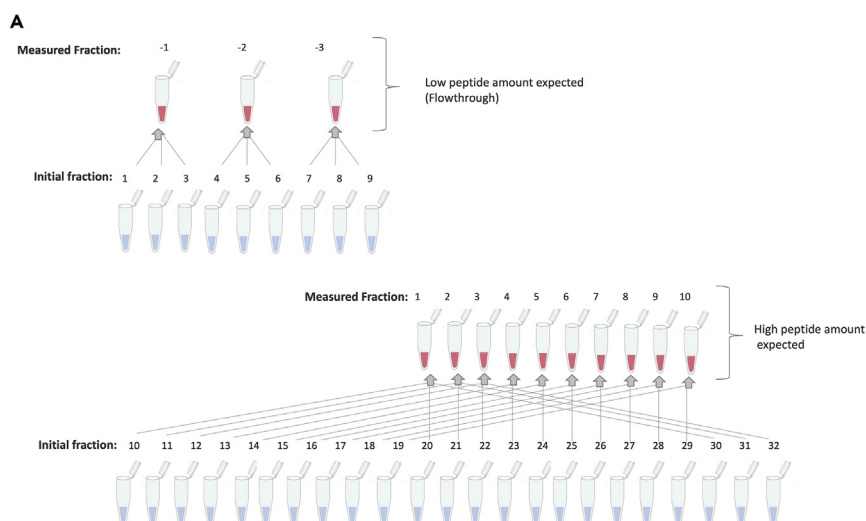 A
Measured Fraction: -1 -2 -3
Low peptide amount expected
(Flowthrough)
Initial fraction: 1 2 3 4 5 6 7 8 9
Measured Fraction: 1 2 3 4 5 6 7 8 9 10
High peptide amount
expected
Initial fraction: 10 11 12 13 14 15 16 17 18 19 20 21 22 23 24 25 26 27 28 29 30 31 32